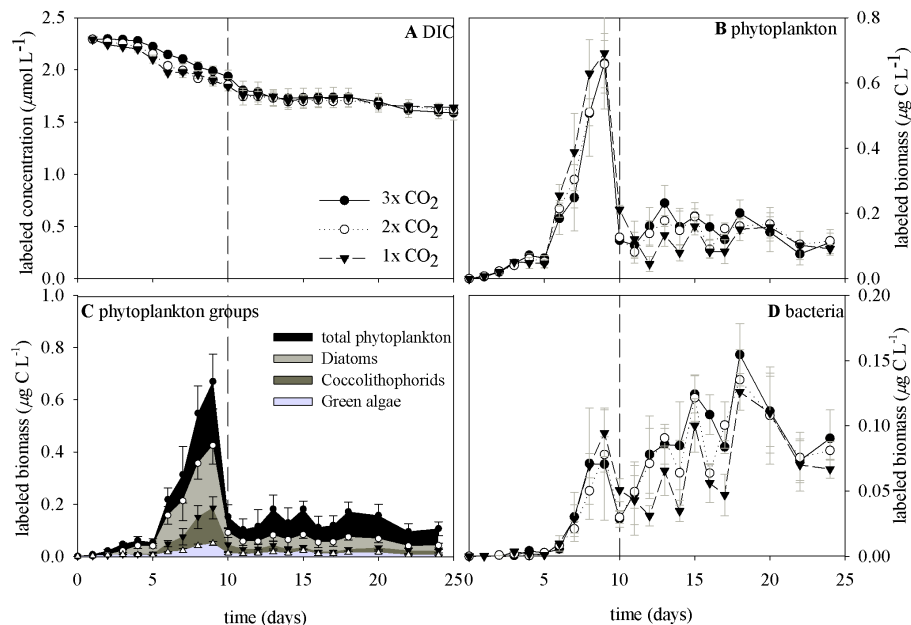 2.5
2.0
1.5
1.0
0.5
0.0
labeled concentration (μmol L⁻¹)
A DIC
3x CO₂
2x CO₂
1x CO₂
B phytoplankton
0.8
0.6
0.4
0.2
0.0
labeled biomass (μg C L⁻¹)
1.0
0.8
0.6
0.4
0.2
0.0
labeled biomass (μg C L⁻¹)
C phytoplankton groups
total phytoplankton
Diatoms
Coccolithophorids
Green algae
0 5 10 15 20 25
time (days)
D bacteria
0.20
0.15
0.10
0.05
0.00
labeled biomass (μg C L⁻¹)
0 5 10 15 20 25
time (days)